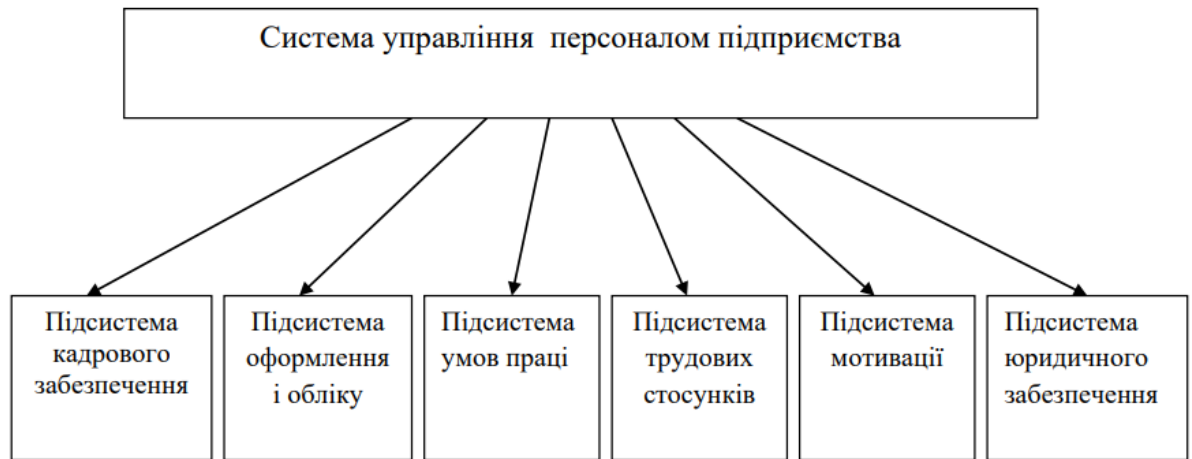 Система управління персоналом підприємства
Підсистема
кадрового
забезпечення
Підсистема
оформлення
і обліку
Підсистема
умов праці
Підсистема
трудових
стосунків
Підсистема
мотивації
Підсистема
юридичного
забезпечення